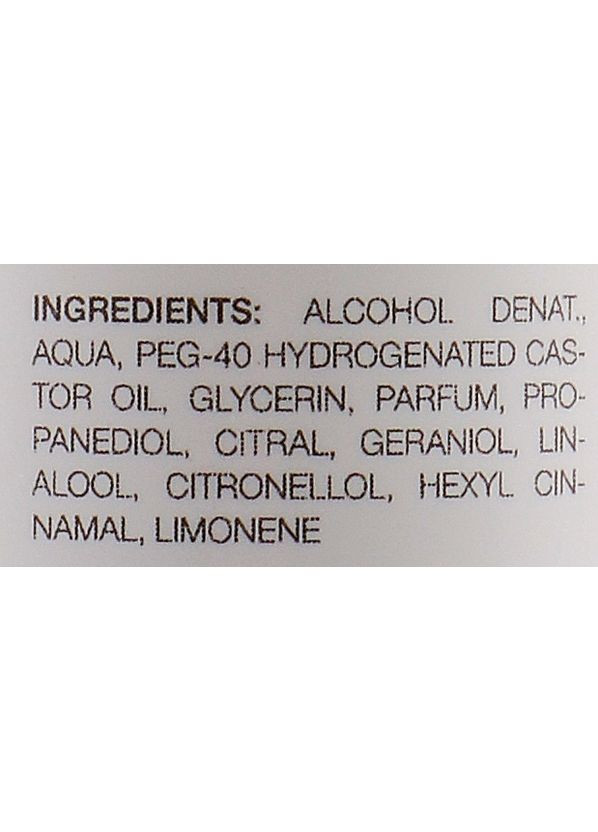 INGREDIENTS: ALCOHOL DENAT.,
AQUA, PEG-40 HYDROGENATED CAS-
TOR OIL, GLYCERIN, PARFUM, PRO-
PANEDIOL, CITRAL, GERANIOL, LIN-
ALOOL, CITRONELLOL, HEXYL CIN-
NAMAL, LIMONENE